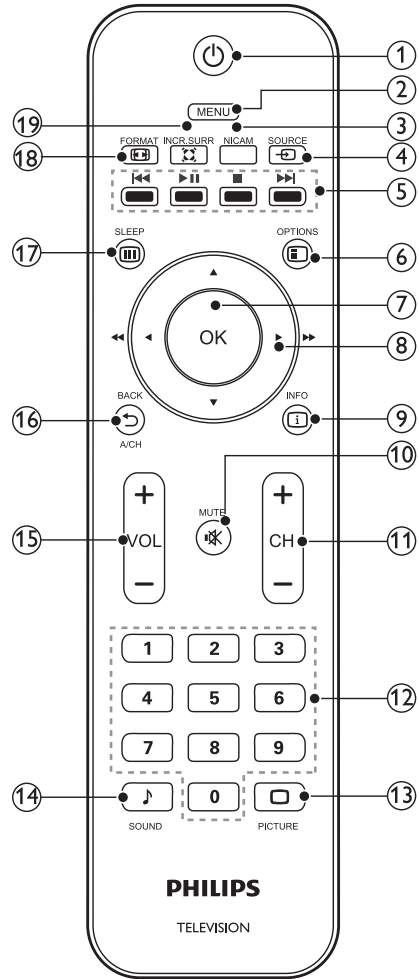 1
2
MENU
19
3
FORMAT INCR.SURR NICAM SOURCE
18
4
5
SLEEP OPTIONS
17
6
7
OK
8
BACK INFO
16
i
9
A/CH
10
+ MUTE +
15
VOL CH
11
− −
1 2 3
4 5 6
12
7 8 9
14
0
13
SOUND PICTURE
PHILIPS
TELEVISION